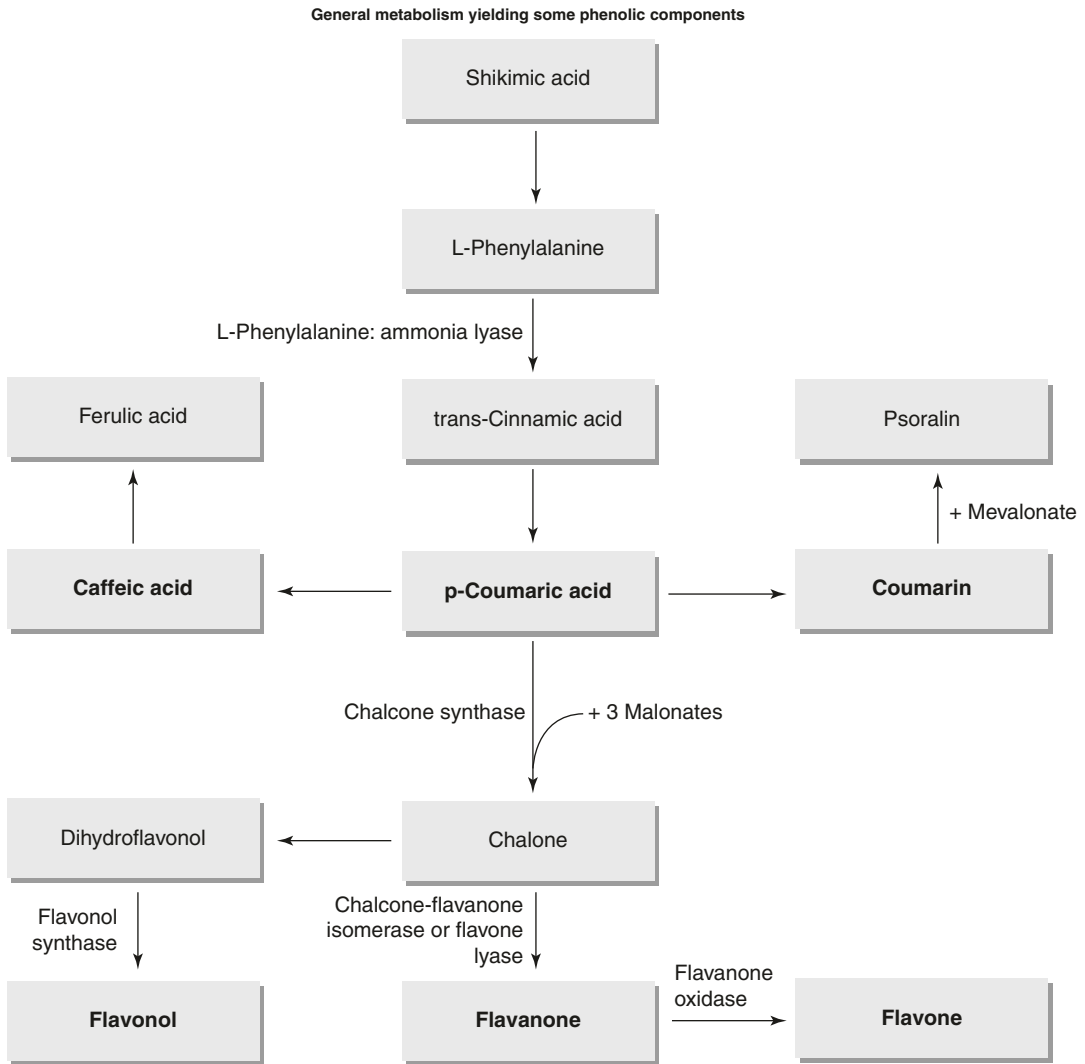 General metabolism yielding some phenolic components
Shikimic acid
L-Phenylalanine
L-Phenylalanine: ammonia lyase
Ferulic acid
trans-Cinnamic acid
Psoralin
+ Mevalonate
Caffeic acid
p-Coumaric acid
Coumarin
Chalcone synthase
+ 3 Malonates
Dihydroflavonol
Chalone
Flavonol
synthase
Chalcone-flavanone
isomerase or flavone
lyase
Flavanone
oxidase
Flavonol
Flavanone
Flavone